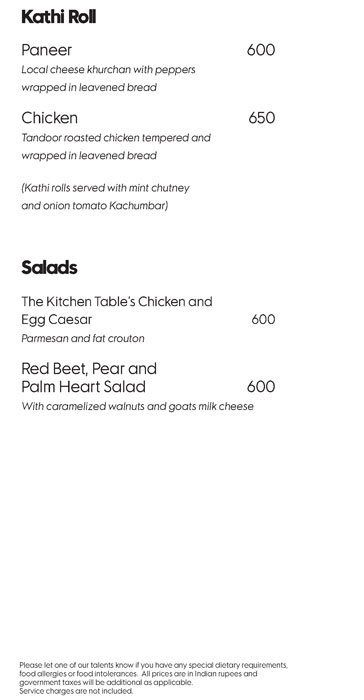 Kathi Roll
Paneer 600
Local cheese khurchan with peppers
wrapped in leavened bread
Chicken 650
Tandoor roasted chicken tempered and
wrapped in leavened bread
(Kathi rolls served with mint chutney
and onion tomato Kachumbar)
Salads
The Kitchen Table's Chicken and
Egg Caesar 600
Parmesan and fat crouton
Red Beet, Pear and
Palm Heart Salad 600
With caramelized walnuts and goats milk cheese
Please let one of our talents know if you have any special dietary requirements,
food allergies or food intolerances. All prices are in Indian rupees and
government taxes will be additional as applicable.
Service charges are not included.